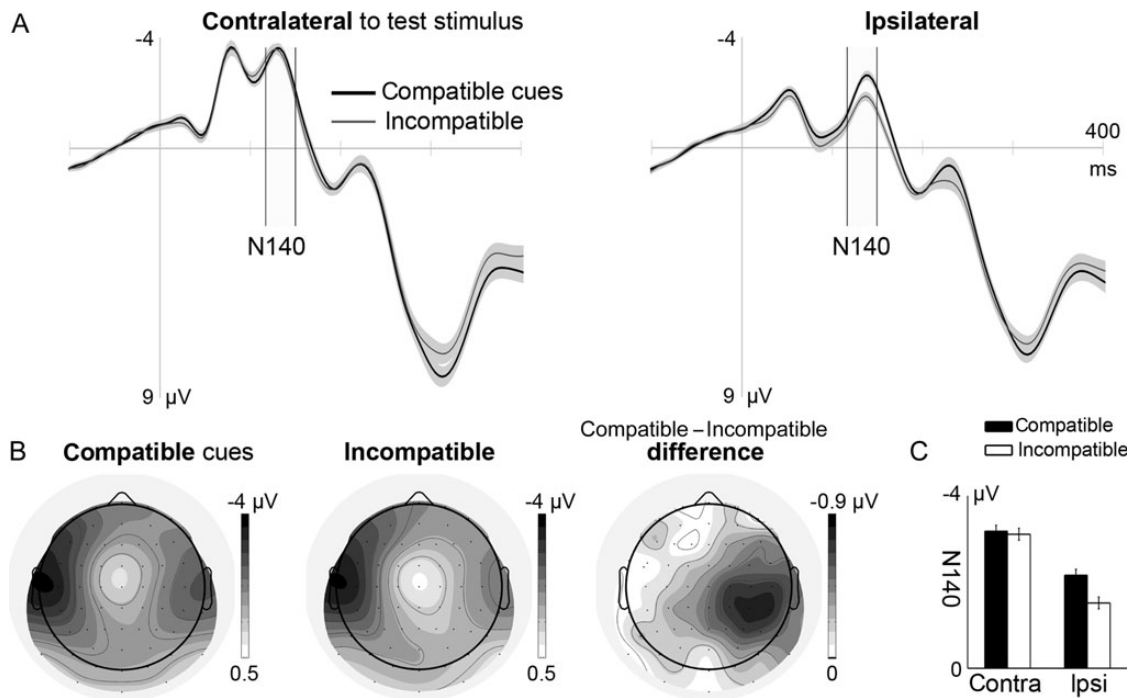 A
Contralateral to test stimulus
-4
Compatible cues
Incompatible
N140
9 µV
Ipsilateral
-4
400
ms
N140
9 µV
B
Compatible cues
-4 µV
0.5
Incompatible
-4 µV
0.5
Compatible – Incompatible
difference
-0.9 µV
0
C
Compatible
Incompatible
µV
-4
N140
0
Contra
Ipsi